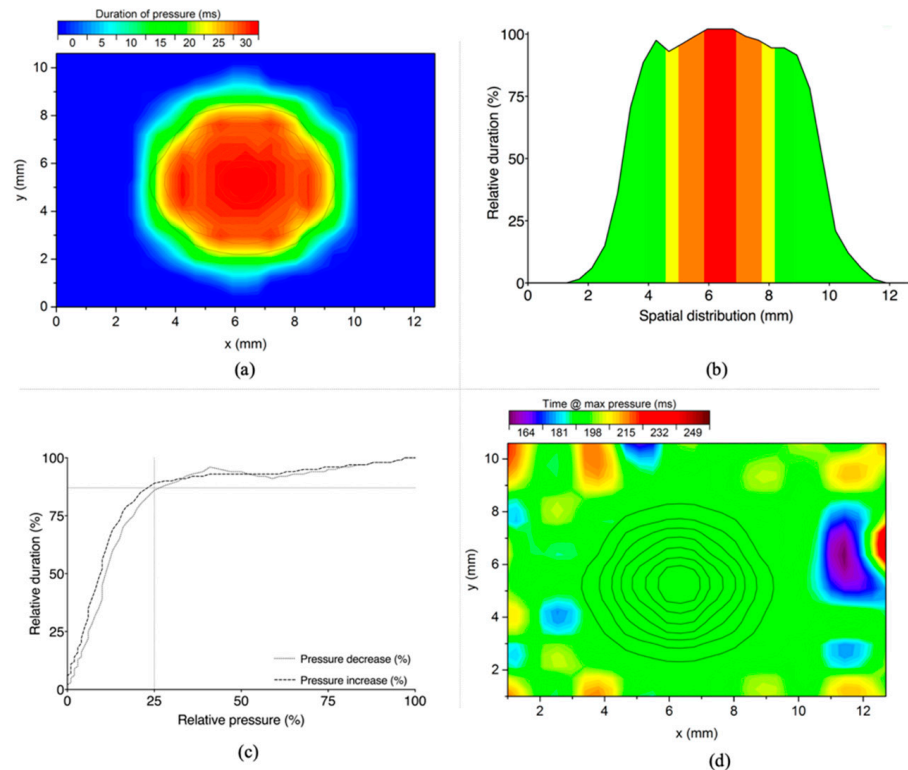 Duration of pressure (ms)
0 5 10 15 20 25 30
10
8
6
4
2
0
y (mm)
0 2 4 6 8 10 12
x (mm)
(a)
100
75
50
25
0
Relative duration (%)
0 2 4 6 8 10 12
Spatial distribution (mm)
(b)
100
75
50
25
0
Relative duration (%)
Pressure decrease (%)
Pressure increase (%)
0 25 50 75 100
Relative pressure (%)
(c)
Time @ max pressure (ms)
164 181 198 215 232 249
10
8
6
4
2
y (mm)
2 4 6 8 10 12
x (mm)
(d)